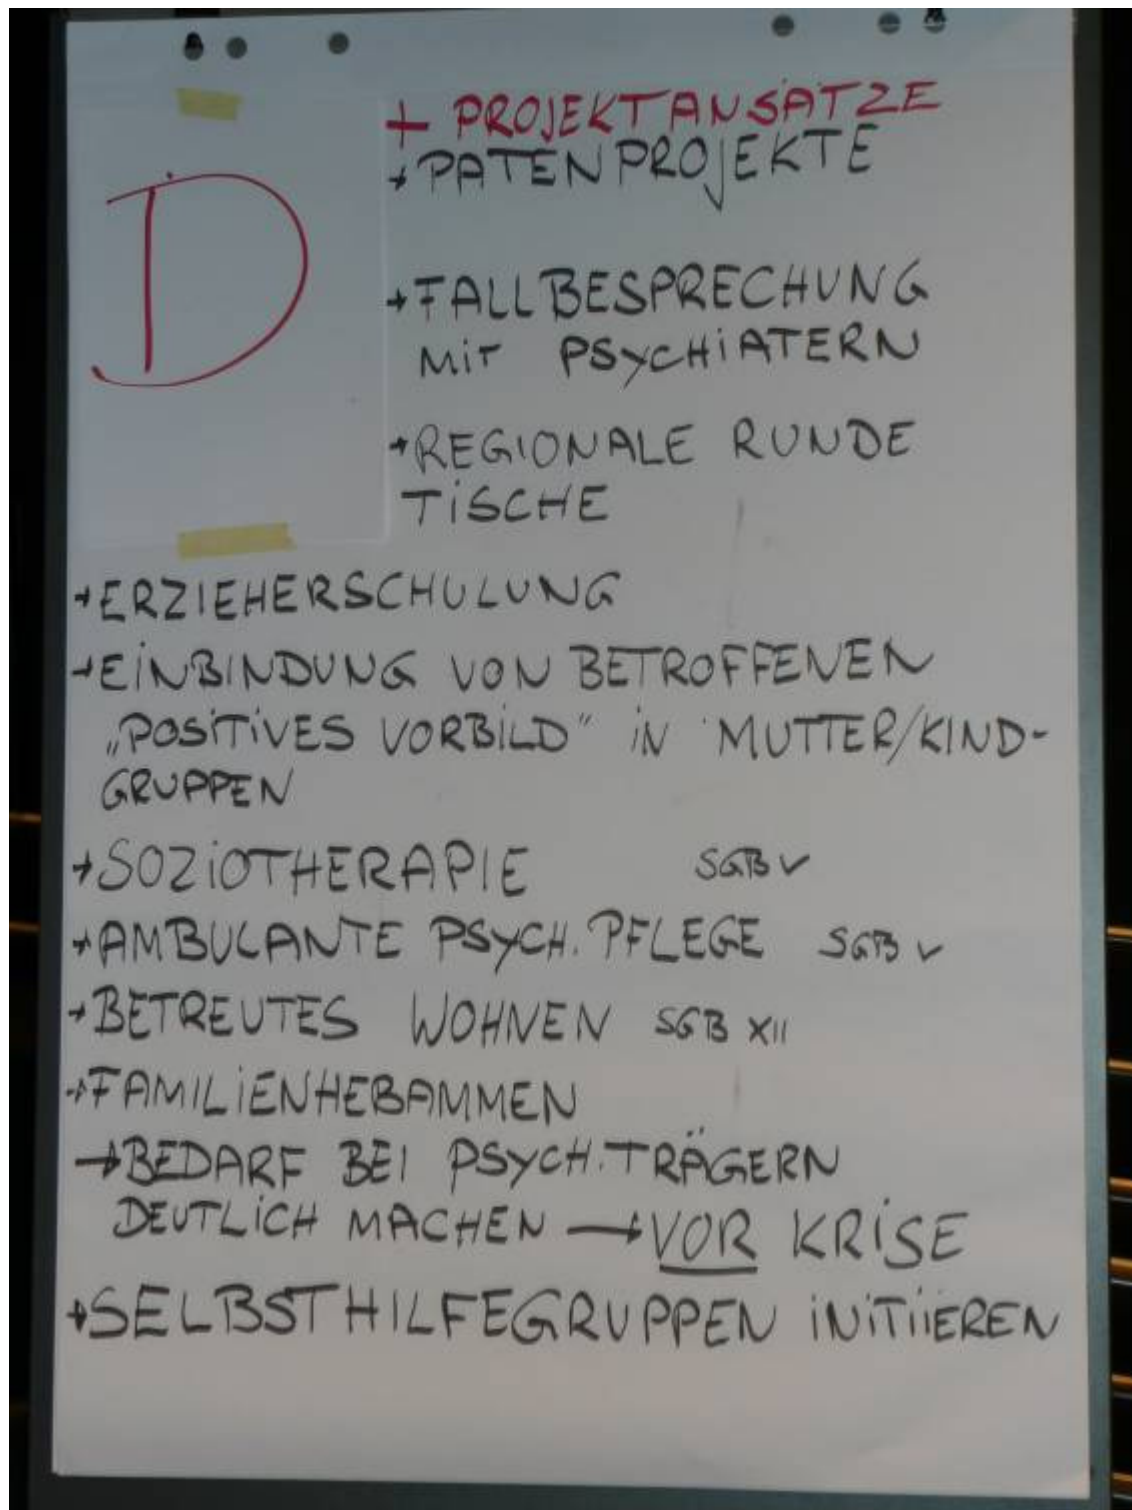 D
+ PROJEKTANSÄTZE
→ PATENPROJEKTE
→ FALLBESPRECHUNG
MIT PSYCHIATERN
→ REGIONALE RUNDE
TISCHE
→ ERZIEHERSCHULUNG
→ EINBINDUNG VON BETROFFENEN
„POSITIVES VORBILD" IN MUTTER/KIND-
GRUPPEN
→ SOZIOTHERAPIE SGB V
→ AMBULANTE PSYCH. PFLEGE SGB V
→ BETREUTES WOHNEN SGB XII
→ FAMILIENHEBAMMEN
→ BEDARF BEI PSYCH. TRÄGERN
DEUTLICH MACHEN → VOR KRISE
→ SELBSTHILFEGRUPPEN INITIIEREN